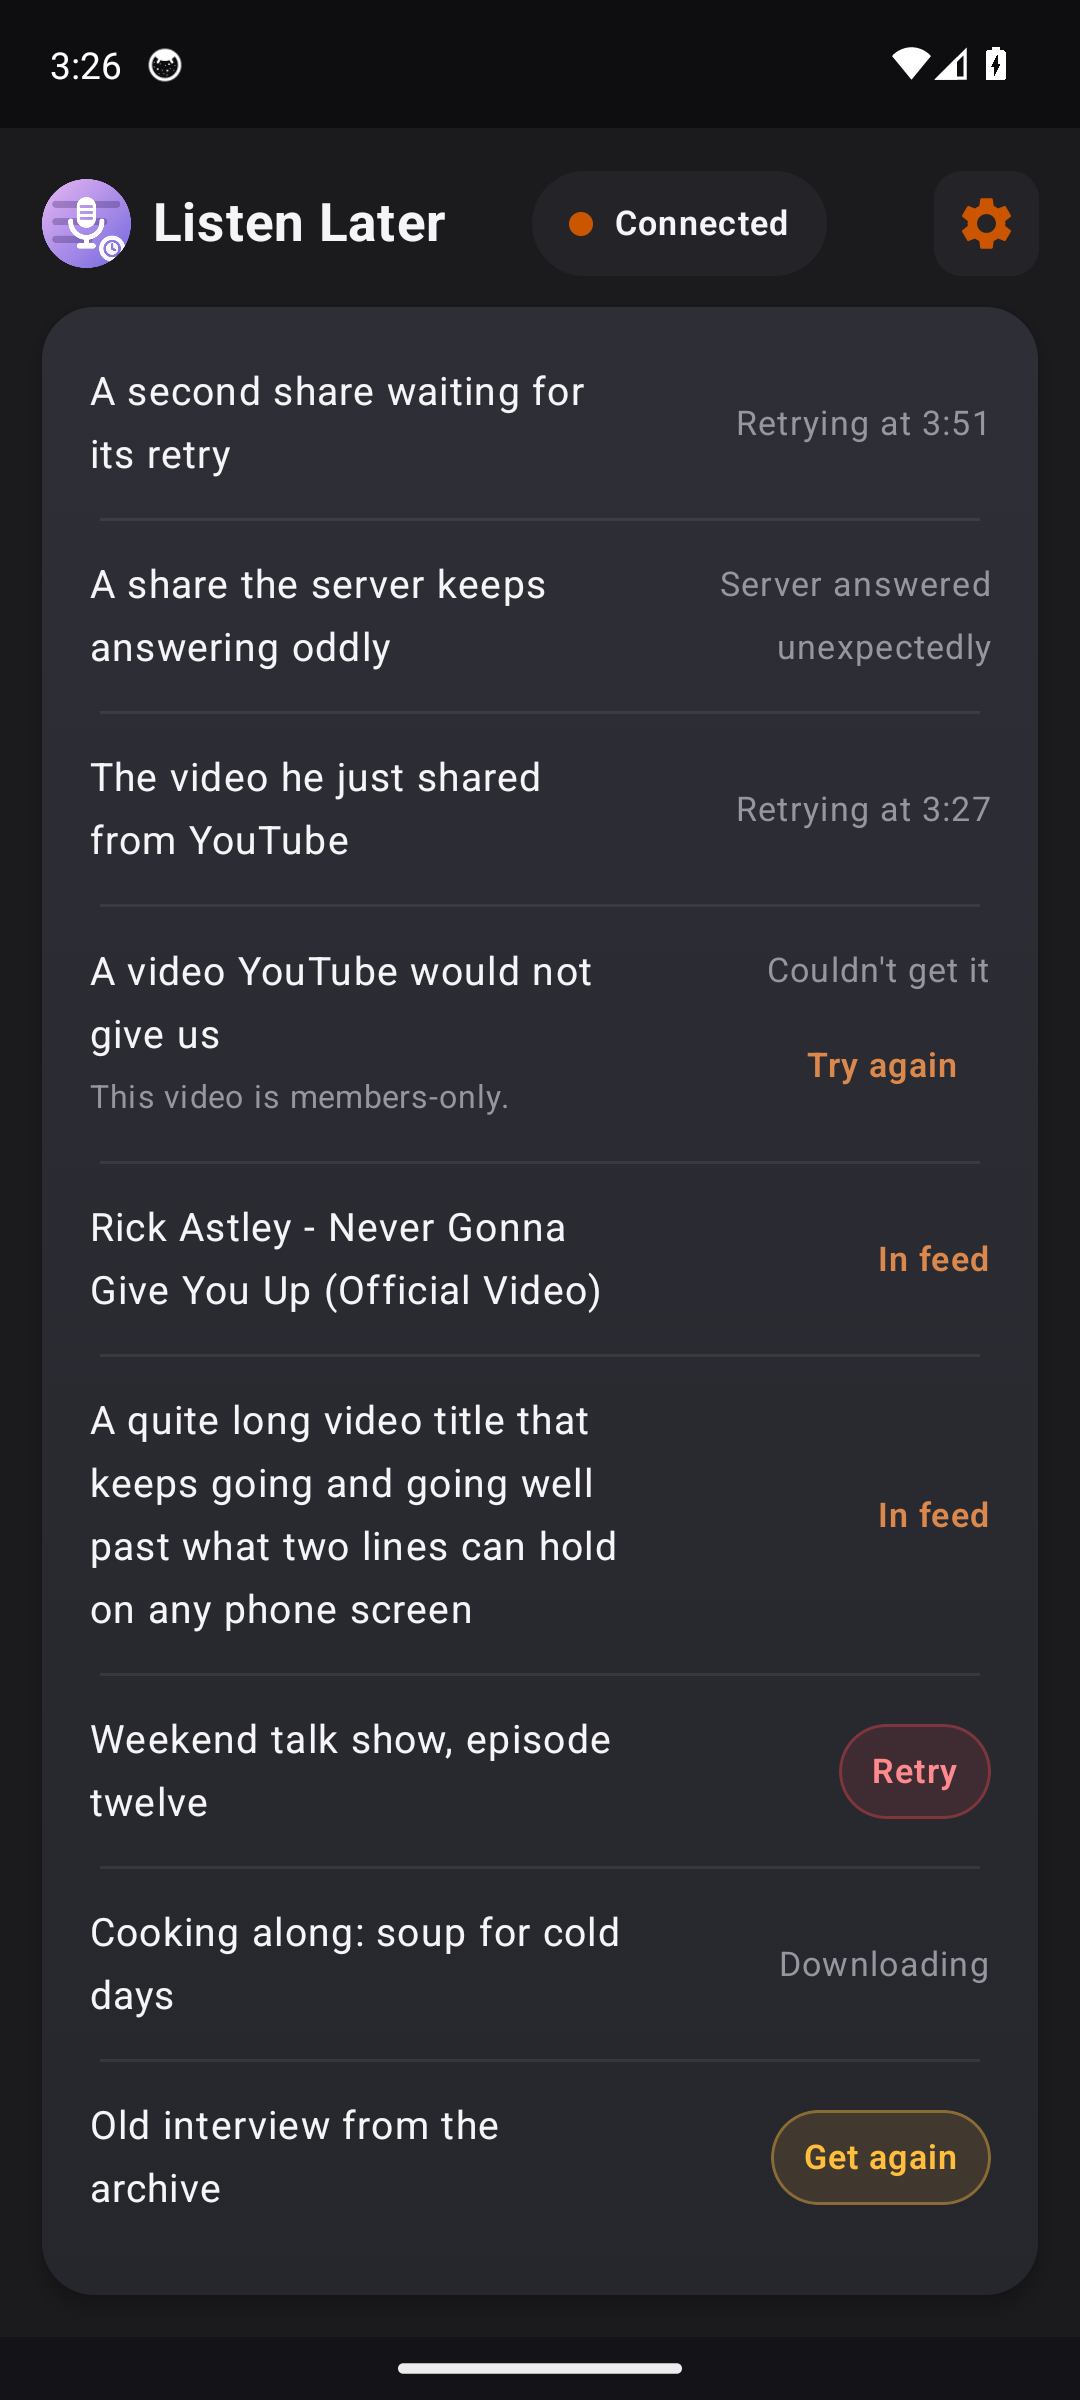 3:26
Listen Later
Connected
A second share waiting for
its retry
Retrying at 3:51
A share the server keeps
answering oddly
Server answered
unexpectedly
The video he just shared
from YouTube
Retrying at 3:27
A video YouTube would not
give us
This video is members-only.
Couldn't get it
Try again
Rick Astley - Never Gonna
Give You Up (Official Video)
In feed
A quite long video title that
keeps going and going well
past what two lines can hold
on any phone screen
In feed
Weekend talk show, episode
twelve
Retry
Cooking along: soup for cold
days
Downloading
Old interview from the
archive
Get again